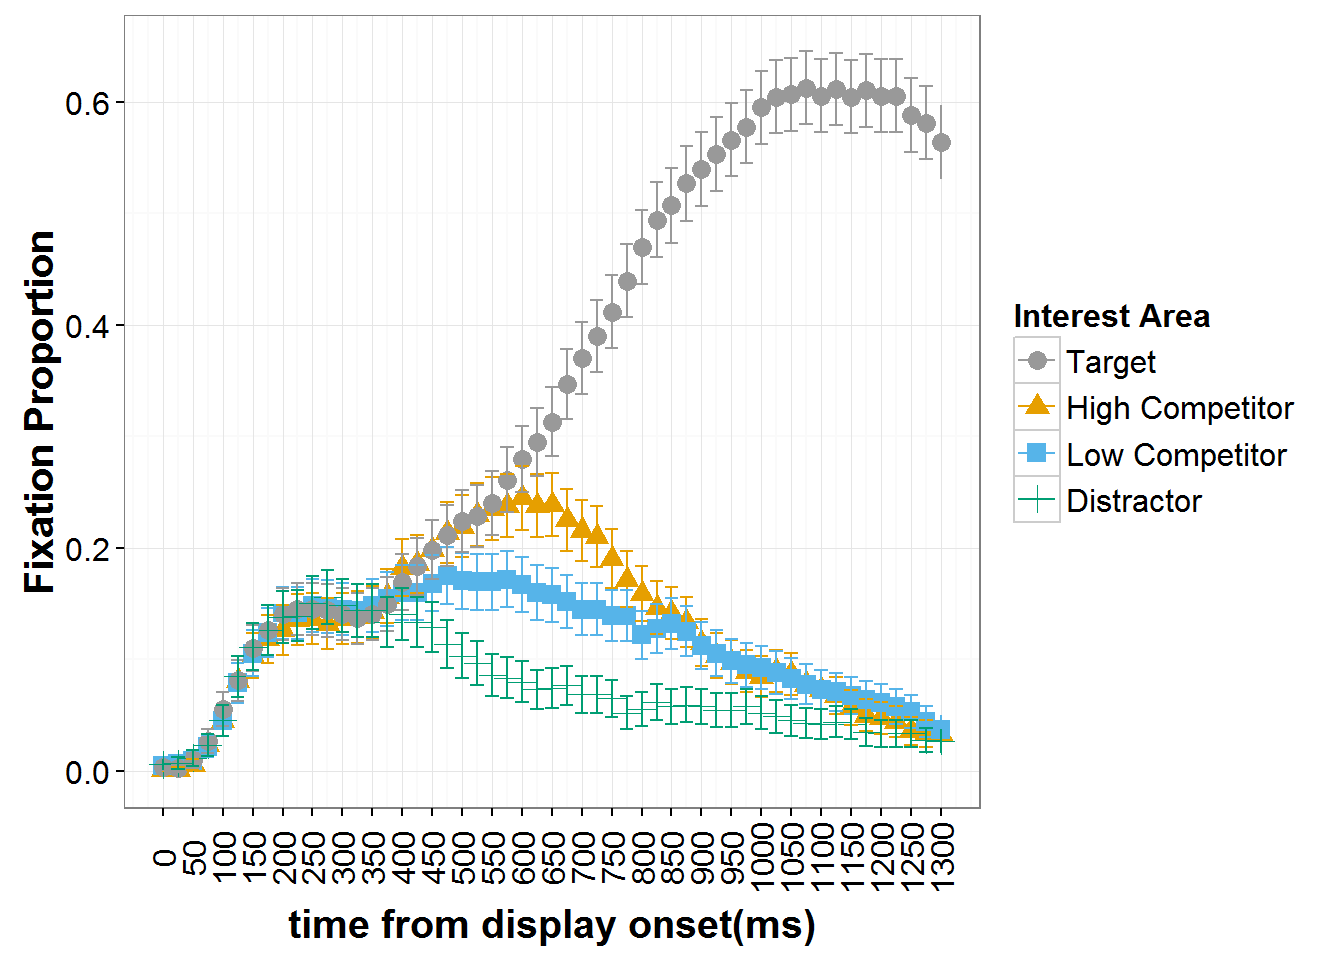 0.6
0.4
0.2
0.0
Fixation Proportion
0 50 100 150 200 250 300 350 400 450 500 550 600 650 700 750 800 850 900 950 1000 1050 1100 1150 1200 1250 1300
time from display onset(ms)
Interest Area
Target
High Competitor
Low Competitor
Distractor